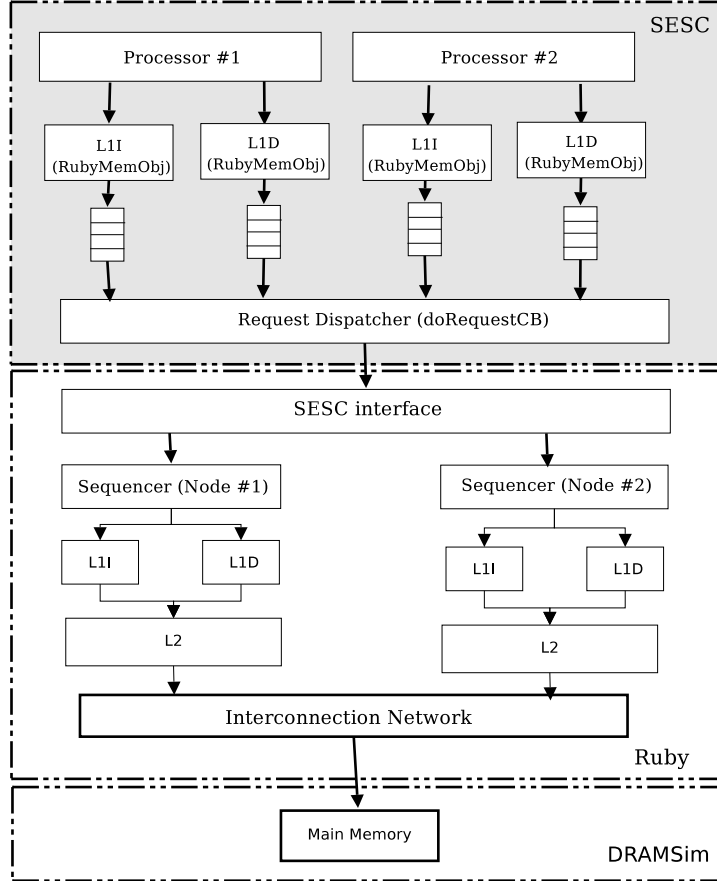 SESC
Processor #1
Processor #2
L1I
(RubyMemObj)
L1D
(RubyMemObj)
L1I
(RubyMemObj)
L1D
(RubyMemObj)
Request Dispatcher (doRequestCB)
SESC interface
Sequencer (Node #1)
Sequencer (Node #2)
L1I
L1D
L1I
L1D
L2
L2
Interconnection Network
Ruby
Main Memory
DRAMSim